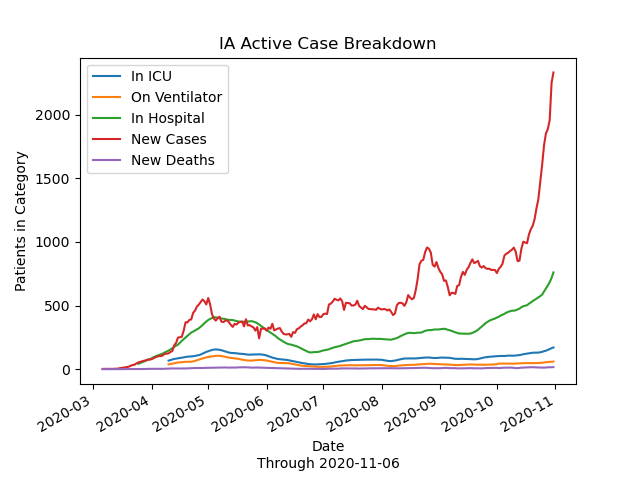 IA Active Case Breakdown
In ICU
On Ventilator
In Hospital
New Cases
New Deaths
Patients in Category
2000
1500
1000
500
0
2020-03
2020-04
2020-05
2020-06
2020-07
2020-08
2020-09
2020-10
2020-11
Date
Through 2020-11-06